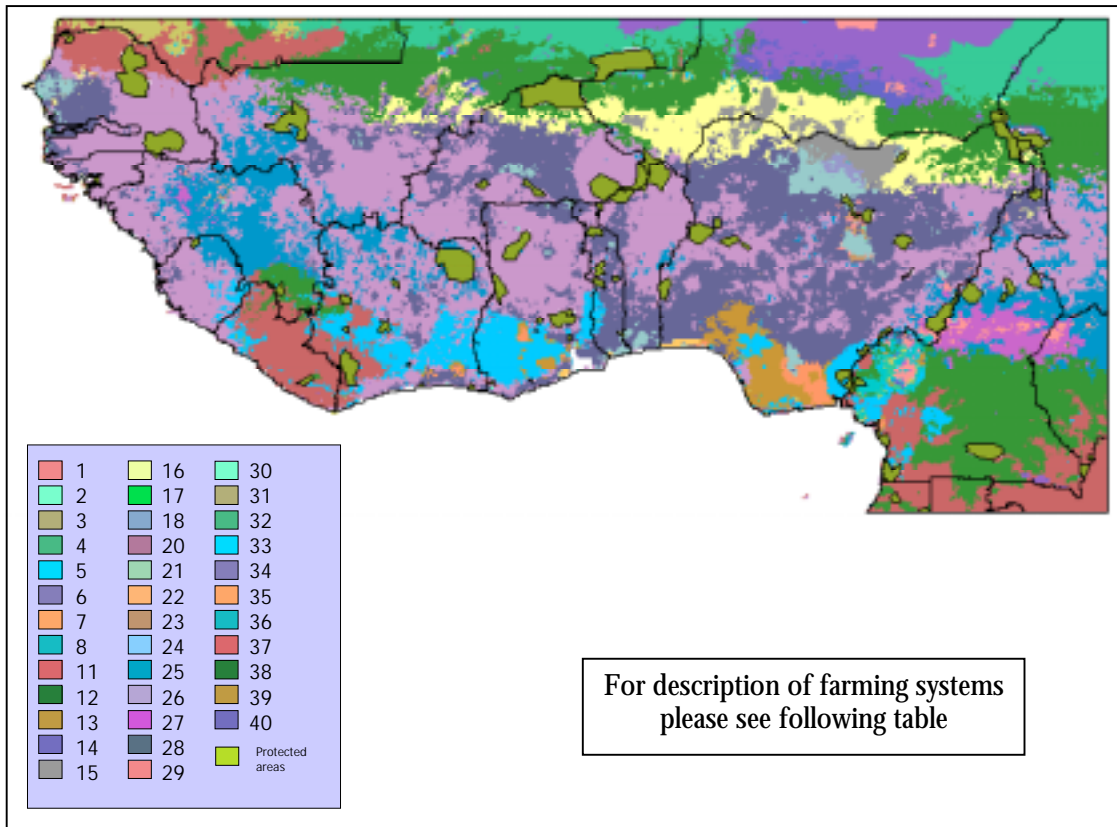 1 16 30
2 17 31
3 18 32
4 20 33
5 21 34
6 22 35
7 23 36
8 24 37
11 25 38
12 26 39
13 27 40
14 28 Protected
areas
15 29
For description of farming systems
please see following table